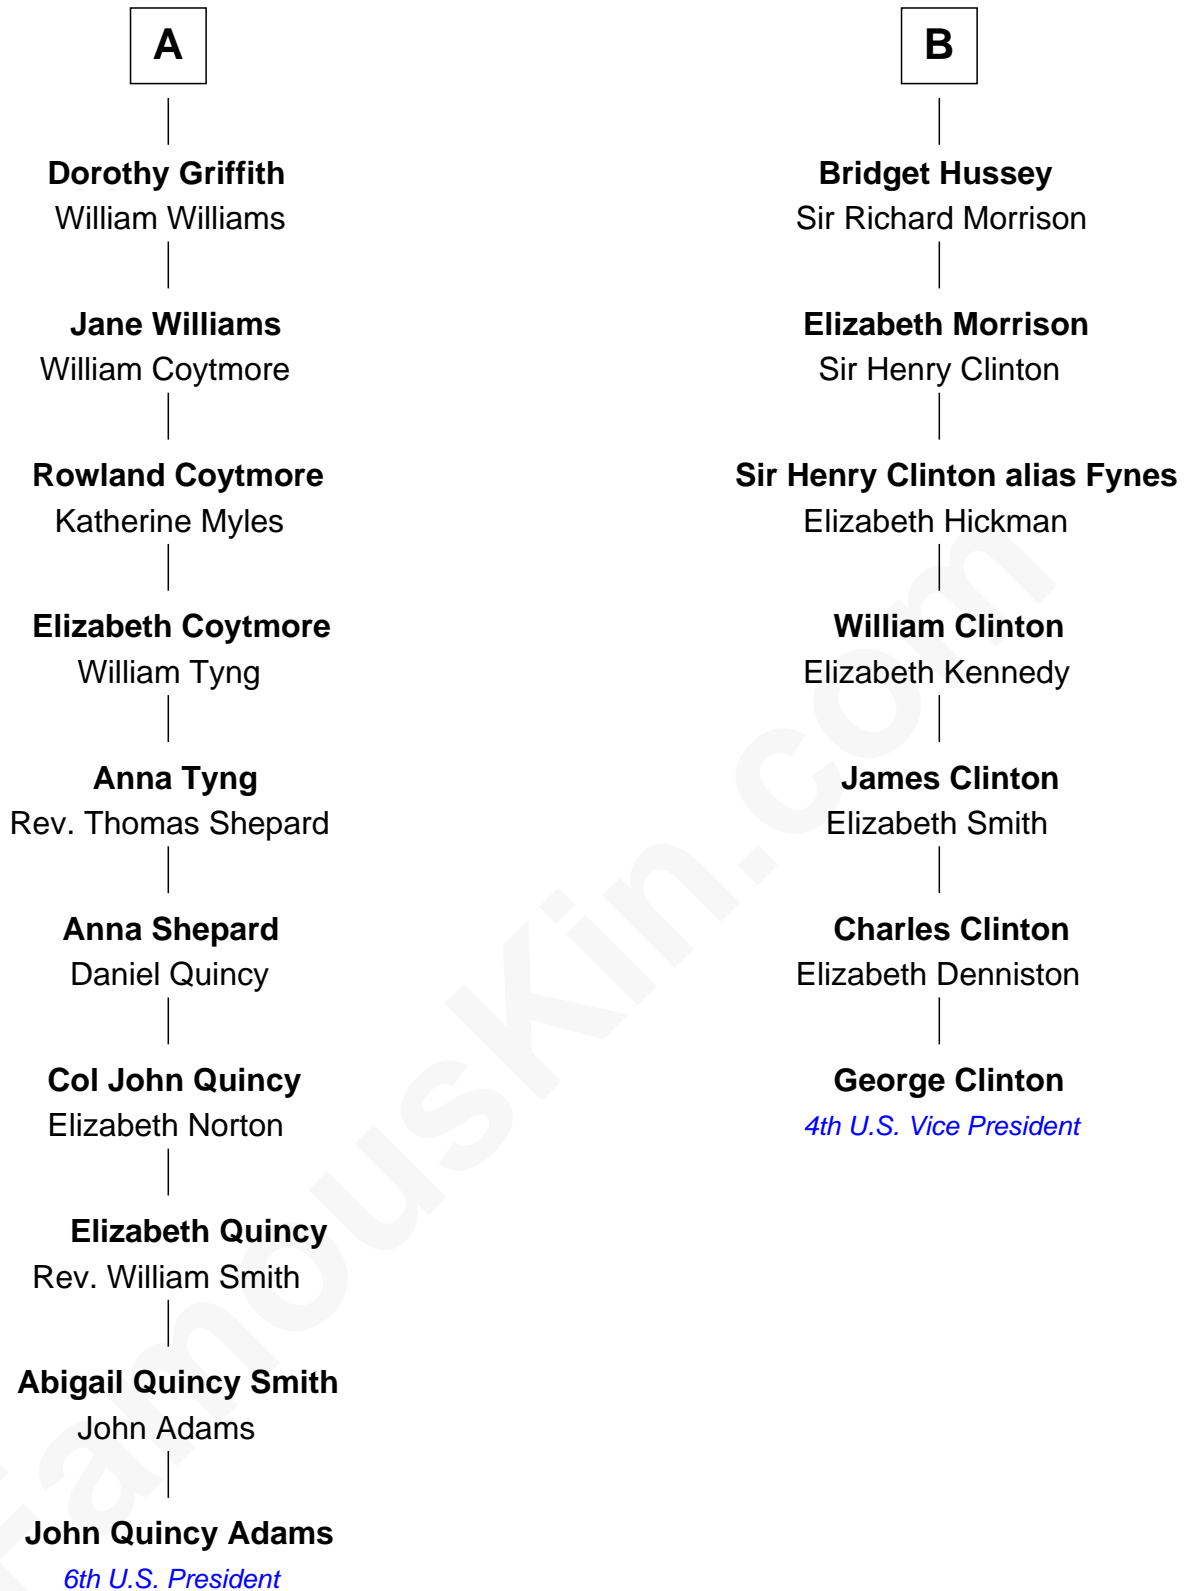 A
Dorothy Griffith
William Williams
Jane Williams
William Coytmore
Rowland Coytmore
Katherine Myles
Elizabeth Coytmore
William Tyng
Anna Tyng
Rev. Thomas Shepard
Anna Shepard
Daniel Quincy
Col John Quincy
Elizabeth Norton
Elizabeth Quincy
Rev. William Smith
Abigail Quincy Smith
John Adams
John Quincy Adams
6th U.S. President
B
Bridget Hussey
Sir Richard Morrison
Elizabeth Morrison
Sir Henry Clinton
Sir Henry Clinton alias Fynes
Elizabeth Hickman
William Clinton
Elizabeth Kennedy
James Clinton
Elizabeth Smith
Charles Clinton
Elizabeth Denniston
George Clinton
4th U.S. Vice President
FamousKin.com